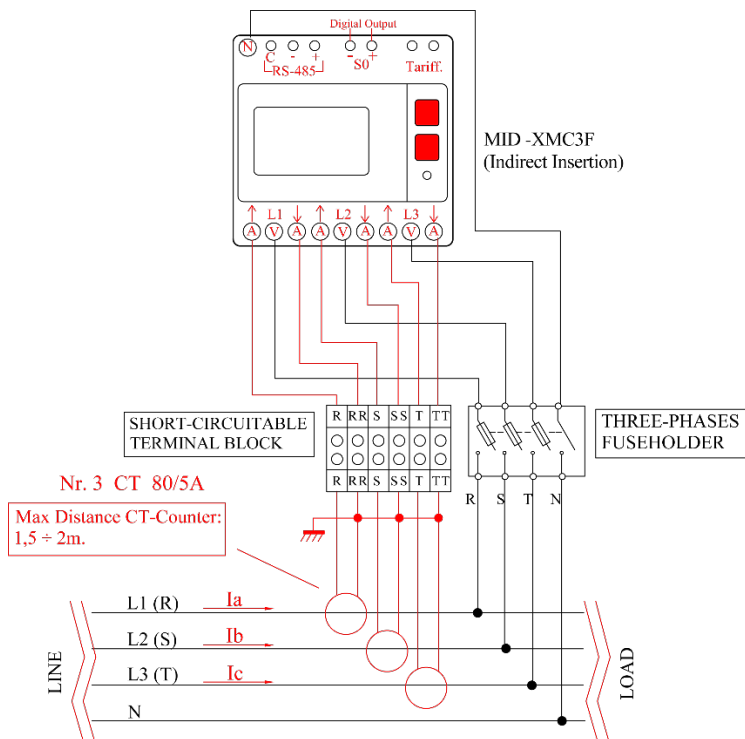 Digital Output
N
C - + - +
RS-485 S0 Tariff.
MID -XMC3F
(Indirect Insertion)
L1 L2 L3
A V A A V A A V A
SHORT-CIRCUITABLE
TERMINAL BLOCK
R RR S SS T TT
R RR S SS T TT
THREE-PHASES
FUSEHOLDER
Nr. 3 CT 80/5A
R S T N
Max Distance CT-Counter:
1,5 ÷ 2m.
L1 (R) Ia
L2 (S) Ib
L3 (T) Ic
N
LINE
LOAD